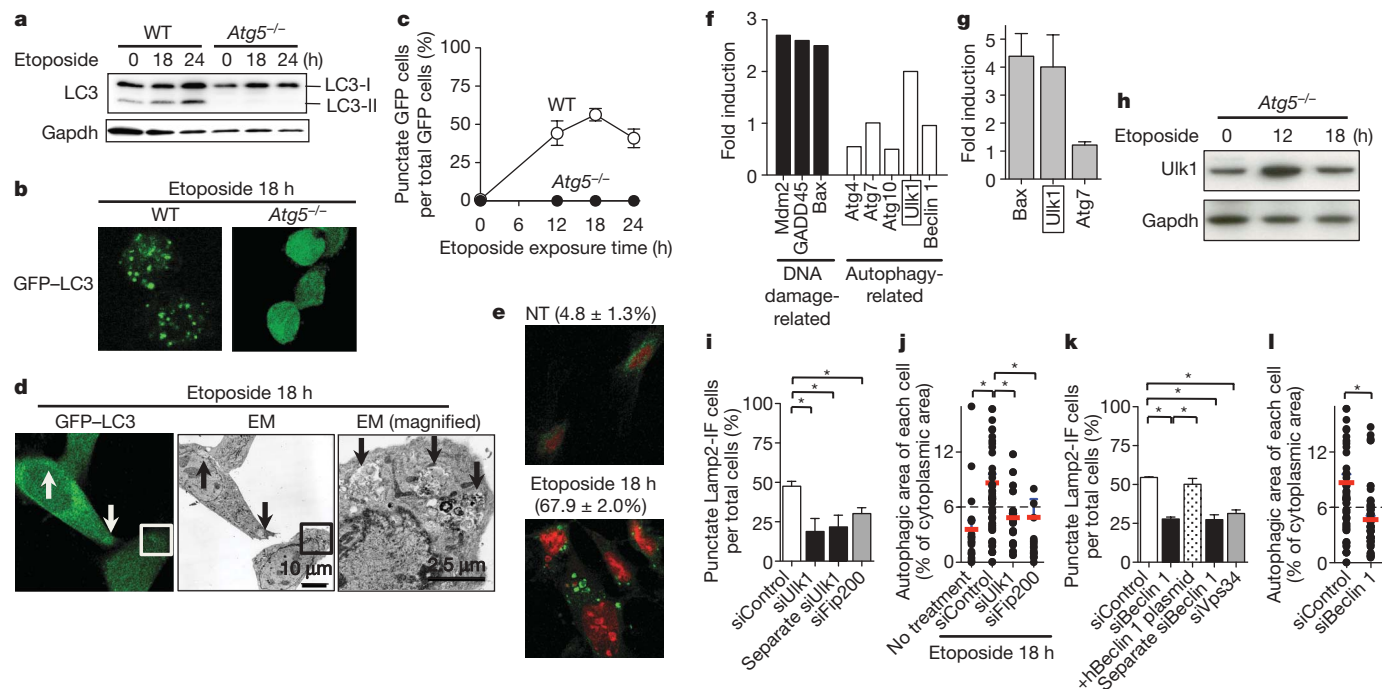 a
WT Atg5–/–
Etoposide 0 18 24 0 18 24 (h)
LC3
LC3-I
LC3-II
Gapdh
b
Etoposide 18 h
WT Atg5–/–
GFP–LC3
c
Punctate GFP cells
per total GFP cells (%)
100
75
50
25
0
WT
Atg5–/–
0 6 12 18 24
Etoposide exposure time (h)
d
Etoposide 18 h
GFP–LC3 EM EM (magnified)
10 μm
2.5 μm
e
NT (4.8 ± 1.3%)
Etoposide 18 h
(67.9 ± 2.0%)
f
Fold induction
3.0
2.0
1.0
0
Mdm2
GADD45
Bax
Atg4
Atg7
Atg10
Ulk1
Beclin 1
DNA
damage-
related
Autophagy-
related
g
Fold induction
5
4
3
2
1
0
Bax
Ulk1
Atg7
h
Atg5–/–
Etoposide 0 12 18 (h)
Ulk1
Gapdh
i
Punctate Lamp2-IF cells
per total cells (%)
100
75
50
25
0
* * *
siControl
siUlk1
Separate siUlk1
siFip200
j
Autophagic area of each cell
(% of cytoplasmic area)
12
6
0
* * *
No treatment
siControl
siUlk1
siFip200
Etoposide 18 h
k
Punctate Lamp2-IF cells
per total cells (%)
100
75
50
25
0
* * * *
siControl
siBeclin 1
+hBeclin 1 plasmid
Separate siBeclin 1
siVps34
l
Autophagic area of each cell
(% of cytoplasmic area)
12
6
0
*
siControl
siBeclin 1